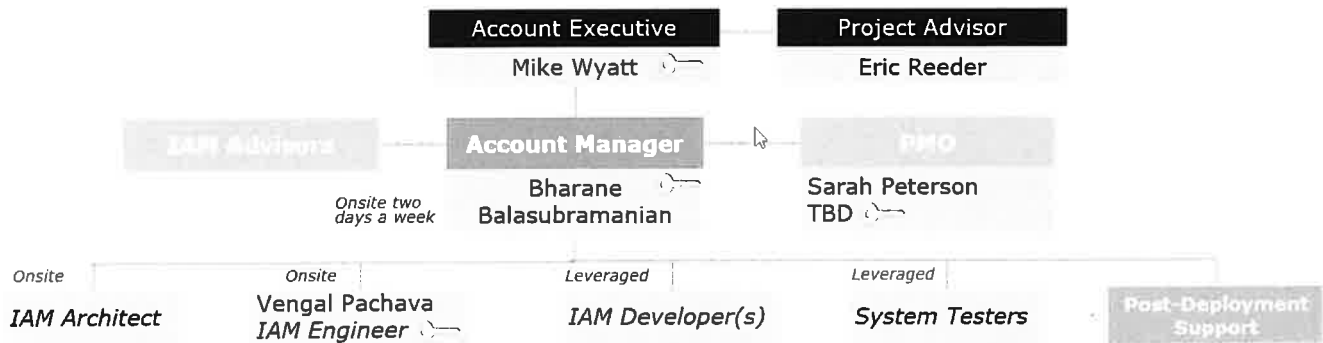 Account Executive
Project Advisor
Mike Wyatt
Eric Reeder
IAM Advisors
Account Manager
PMO
Onsite two
days a week
Bharane
Balasubramanian
Sarah Peterson
TBD
Onsite
Onsite
Leveraged
Leveraged
IAM Architect
Vengal Pachava
IAM Engineer
IAM Developer(s)
System Testers
Post-Deployment
Support